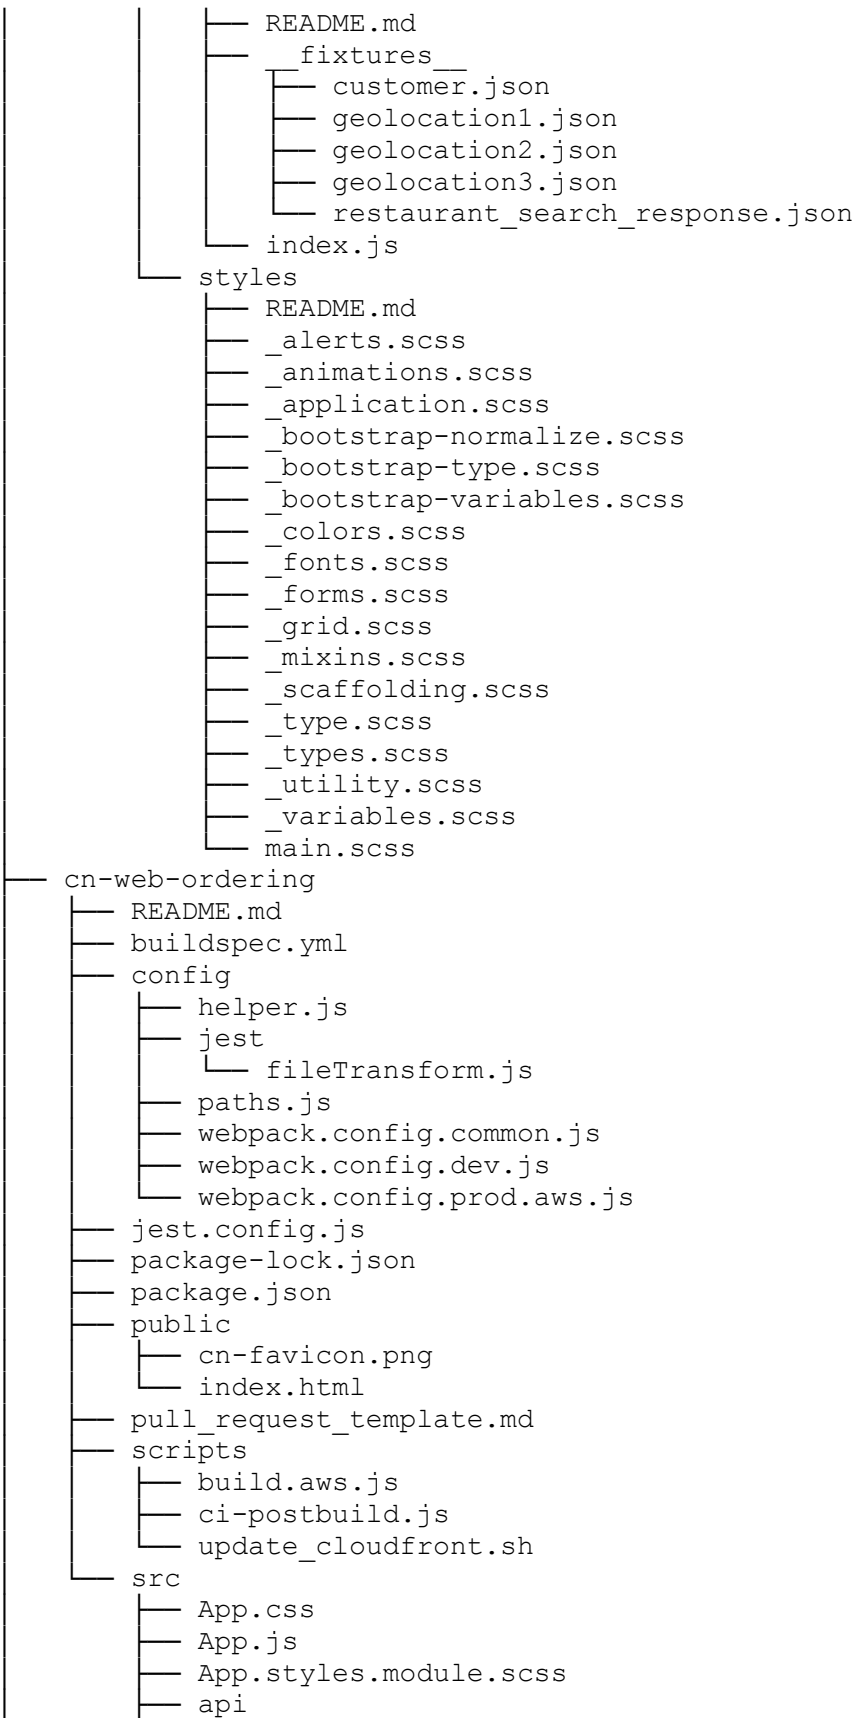 │       │   ├── README.md
│       │   ├── __fixtures__
│       │   │   ├── customer.json
│       │   │   ├── geolocation1.json
│       │   │   ├── geolocation2.json
│       │   │   ├── geolocation3.json
│       │   │   └── restaurant_search_response.json
│       │   └── index.js
│       └── styles
│           ├── README.md
│           ├── _alerts.scss
│           ├── _animations.scss
│           ├── _application.scss
│           ├── _bootstrap-normalize.scss
│           ├── _bootstrap-type.scss
│           ├── _bootstrap-variables.scss
│           ├── _colors.scss
│           ├── _fonts.scss
│           ├── _forms.scss
│           ├── _grid.scss
│           ├── _mixins.scss
│           ├── _scaffolding.scss
│           ├── _type.scss
│           ├── _types.scss
│           ├── _utility.scss
│           ├── _variables.scss
│           └── main.scss
├── cn-web-ordering
│   ├── README.md
│   ├── buildspec.yml
│   ├── config
│   │   ├── helper.js
│   │   ├── jest
│   │   │   └── fileTransform.js
│   │   ├── paths.js
│   │   ├── webpack.config.common.js
│   │   ├── webpack.config.dev.js
│   │   └── webpack.config.prod.aws.js
│   ├── jest.config.js
│   ├── package-lock.json
│   ├── package.json
│   ├── public
│   │   ├── cn-favicon.png
│   │   └── index.html
│   ├── pull_request_template.md
│   ├── scripts
│   │   ├── build.aws.js
│   │   ├── ci-postbuild.js
│   │   └── update_cloudfront.sh
│   └── src
│       ├── App.css
│       ├── App.js
│       ├── App.styles.module.scss
│       ├── api